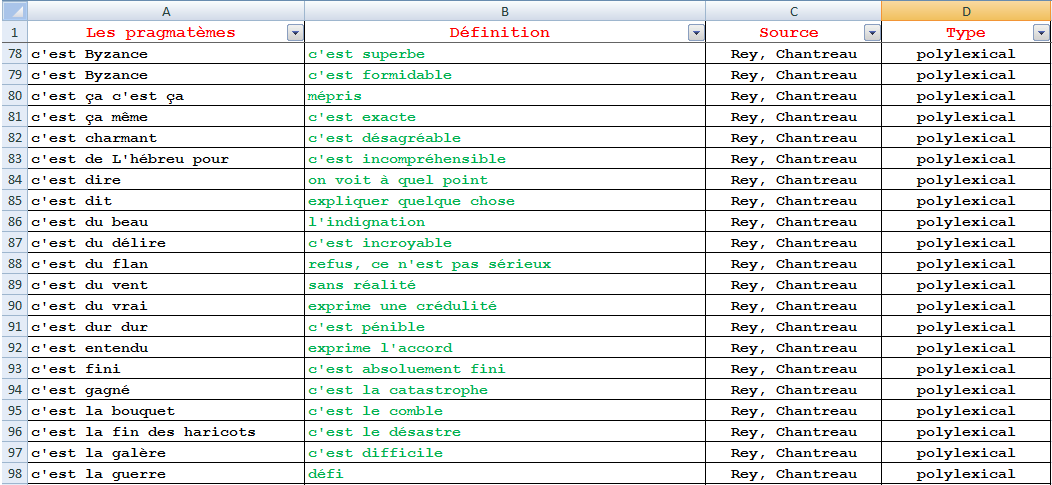 A B C D
1 Les pragmatèmes Définition Source Type
78 c'est Byzance c'est superbe Rey, Chantreau polylexical
79 c'est Byzance c'est formidable Rey, Chantreau polylexical
80 c'est ça c'est ça mépris Rey, Chantreau polylexical
81 c'est ça même c'est exacte Rey, Chantreau polylexical
82 c'est charmant c'est désagréable Rey, Chantreau polylexical
83 c'est de L'hébreu pour c'est incompréhensible Rey, Chantreau polylexical
84 c'est dire on voit à quel point Rey, Chantreau polylexical
85 c'est dit expliquer quelque chose Rey, Chantreau polylexical
86 c'est du beau l'indignation Rey, Chantreau polylexical
87 c'est du délire c'est incroyable Rey, Chantreau polylexical
88 c'est du flan refus, ce n'est pas sérieux Rey, Chantreau polylexical
89 c'est du vent sans réalité Rey, Chantreau polylexical
90 c'est du vrai exprime une crédulité Rey, Chantreau polylexical
91 c'est dur dur c'est pénible Rey, Chantreau polylexical
92 c'est entendu exprime l'accord Rey, Chantreau polylexical
93 c'est fini c'est absoluement fini Rey, Chantreau polylexical
94 c'est gagné c'est la catastrophe Rey, Chantreau polylexical
95 c'est la bouquet c'est le comble Rey, Chantreau polylexical
96 c'est la fin des haricots c'est le désastre Rey, Chantreau polylexical
97 c'est la galère c'est difficile Rey, Chantreau polylexical
98 c'est la guerre défi Rey, Chantreau polylexical